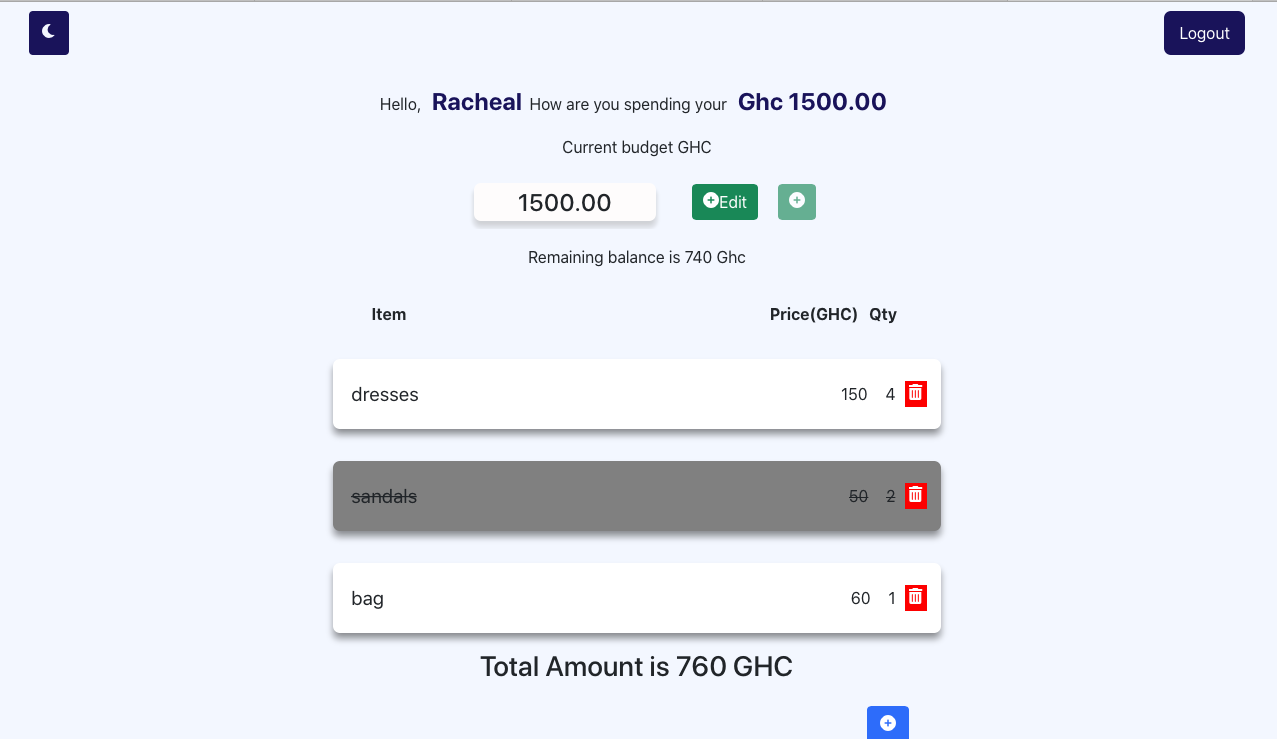 Logout
Hello, Racheal How are you spending your Ghc 1500.00
Current budget GHC
1500.00 Edit
Remaining balance is 740 Ghc
Item Price(GHC) Qty
dresses 150 4
sandals 50 2
bag 60 1
Total Amount is 760 GHC